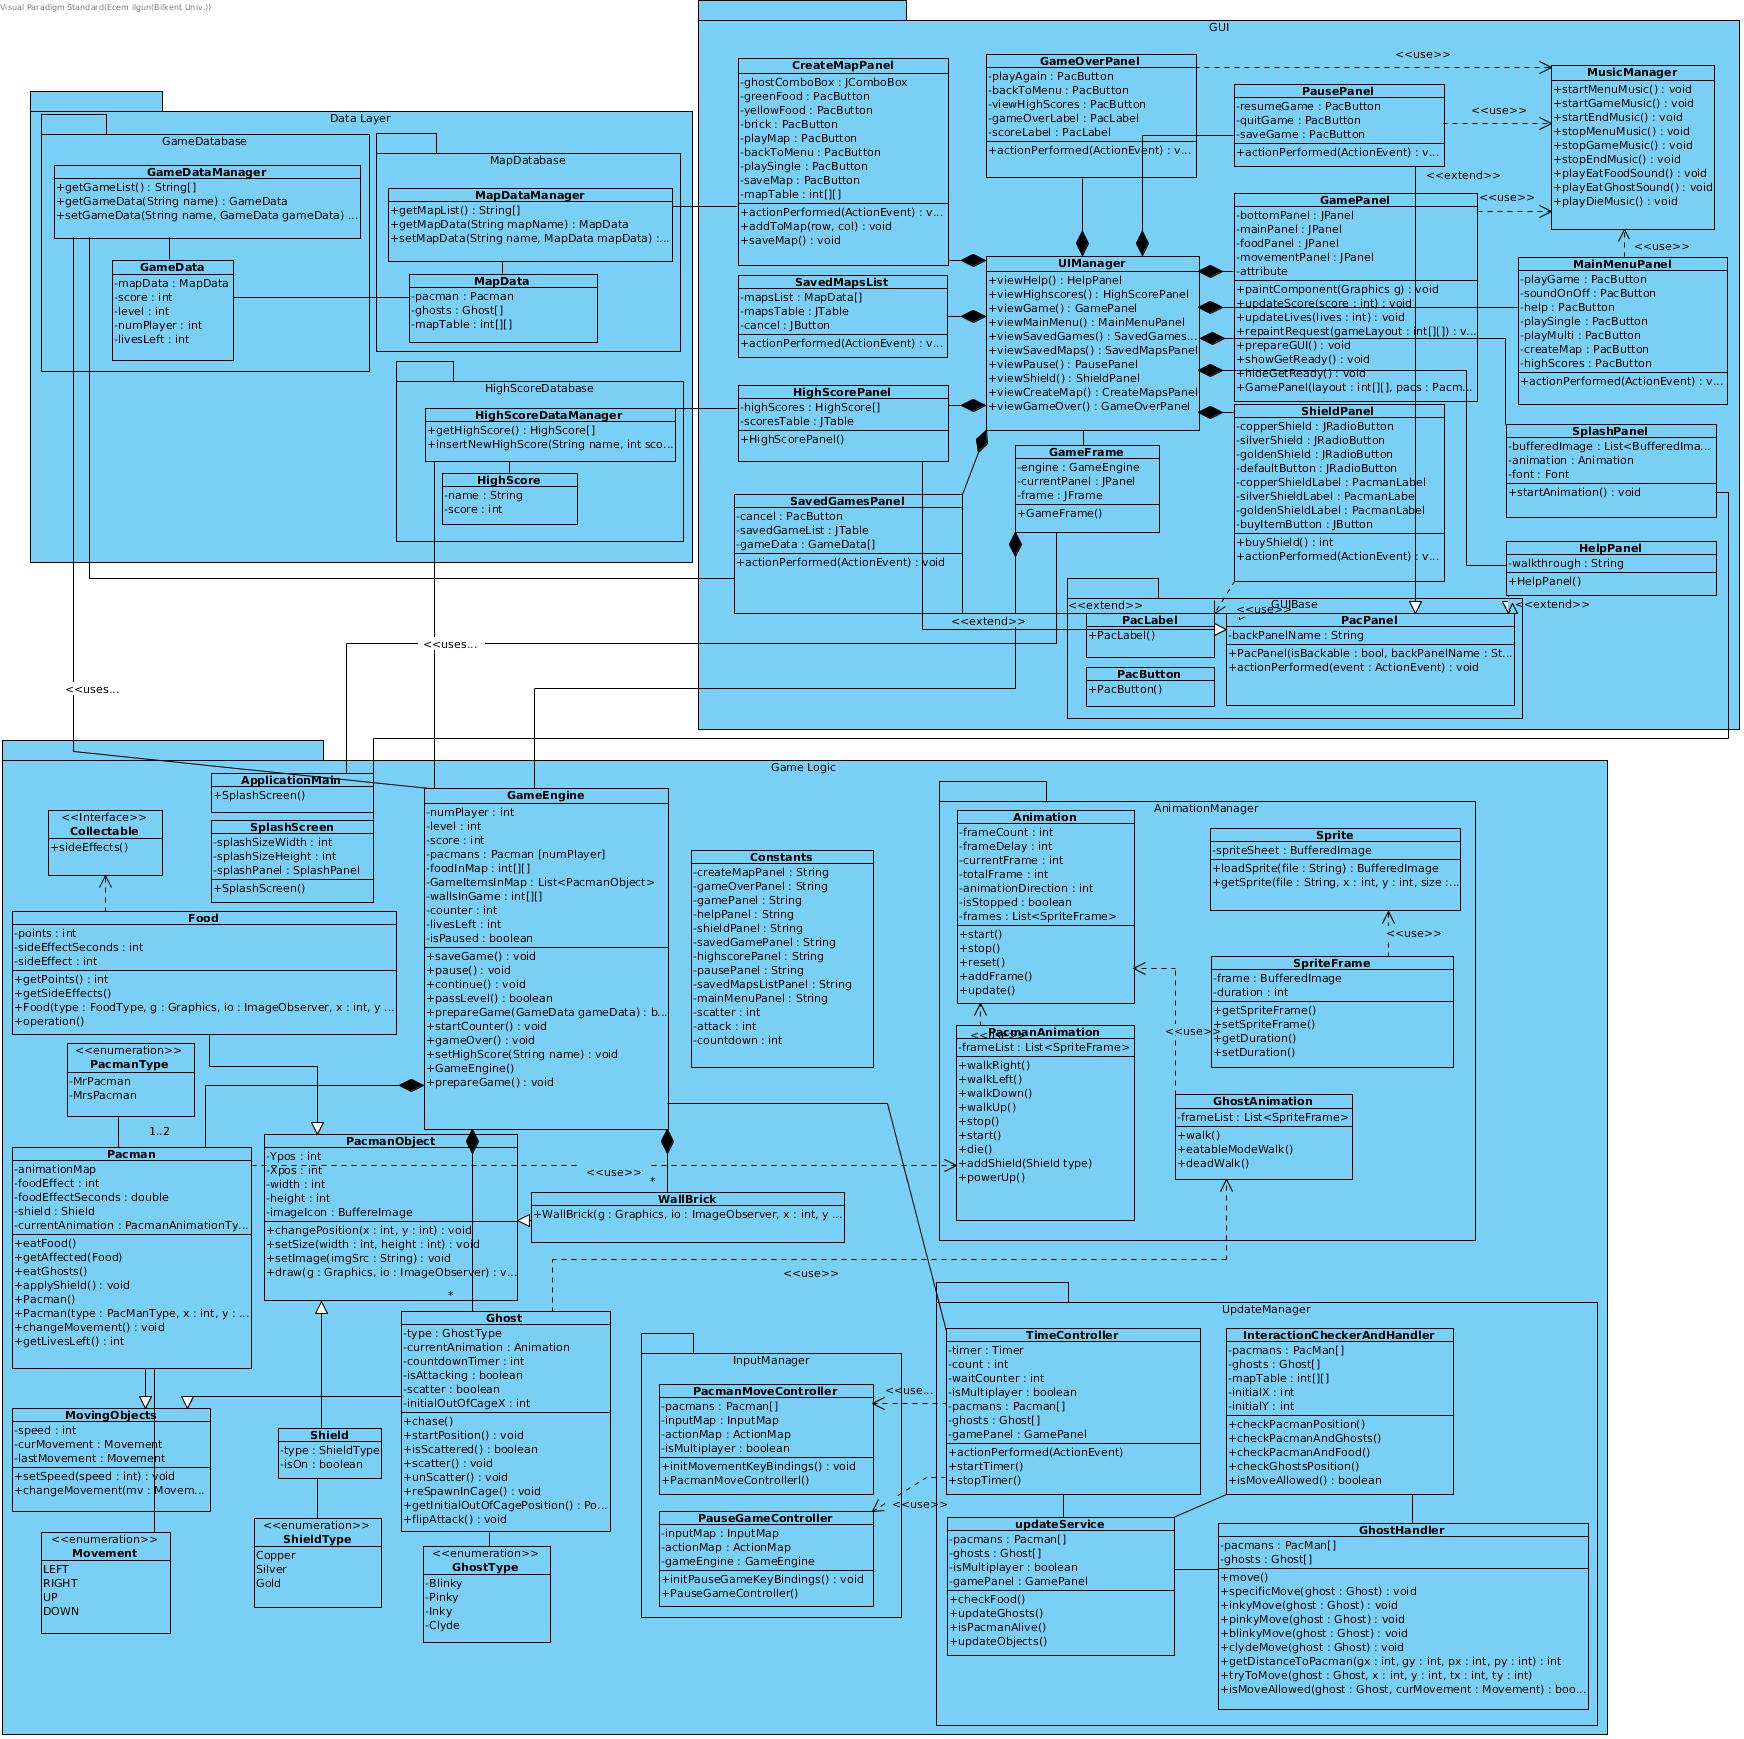 Visual Paradigm Standard(Ecem ilgun(Bilkent Univ.))
GUI
CreateMapPanel
-ghostComboBox : JComboBox
-greenFood : PacButton
-yellowFood : PacButton
-brick : PacButton
-playMap : PacButton
-backToMenu : PacButton
-playSingle : PacButton
-saveMap : PacButton
-mapTable : int[][]
+actionPerformed(ActionEvent) : v...
+addToMap(row, col) : void
+saveMap() : void
GameOverPanel
-playAgain : PacButton
-backToMenu : PacButton
-viewHighScores : PacButton
-gameOverLabel : PacLabel
-scoreLabel : PacLabel
+actionPerformed(ActionEvent) : v...
<<use>>
PausePanel
-resumeGame : PacButton
-quitGame : PacButton
-saveGame : PacButton
+actionPerformed(ActionEvent) : v...
<<use>>
<<extend>>
MusicManager
+startMenuMusic() : void
+startGameMusic() : void
+startEndMusic() : void
+stopMenuMusic() : void
+stopGameMusic() : void
+stopEndMusic() : void
+playEatFoodSound() : void
+playEatGhostSound() : void
+playDieMusic() : void
<<use>>
<<use>>
GamePanel
-bottomPanel : JPanel
-mainPanel : JPanel
-foodPanel : JPanel
-movementPanel : JPanel
-attribute
+paintComponent(Graphics g) : void
+updateScore(score : int) : void
+updateLives(lives : int) : void
+repaintRequest(gameLayout : int[][]) : v...
+prepareGUI() : void
+showGetReady() : void
+hideGetReady() : void
+GamePanel(layout : int[][], pacs : Pacm...
MainMenuPanel
-playGame : PacButton
-soundOnOff : PacButton
-help : PacButton
-playSingle : PacButton
-playMulti : PacButton
-createMap : PacButton
-highScores : PacButton
+actionPerformed(ActionEvent) : v...
UIManager
+viewHelp() : HelpPanel
+viewHighscores() : HighScorePanel
+viewGame() : GamePanel
+viewMainMenu() : MainMenuPanel
+viewSavedGames() : SavedGames...
+viewSavedMaps() : SavedMapsPanel
+viewPause() : PausePanel
+viewShield() : ShieldPanel
+viewCreateMap() : CreateMapsPanel
+viewGameOver() : GameOverPanel
SavedMapsList
-mapsList : MapData[]
-mapsTable : JTable
-cancel : JButton
+actionPerformed(ActionEvent) : v...
HighScorePanel
-highScores : HighScore[]
-scoresTable : JTable
+HighScorePanel()
SavedGamesPanel
-cancel : PacButton
-savedGameList : JTable
-gameData : GameData[]
+actionPerformed(ActionEvent) : void
GameFrame
-engine : GameEngine
-currentPanel : JPanel
-frame : JFrame
+GameFrame()
ShieldPanel
-copperShield : JRadioButton
-silverShield : JRadioButton
-goldenShield : JRadioButton
-defaultButton : JRadioButton
-copperShieldLabel : PacmanLabel
-silverShieldLabel : PacmanLabel
-goldenShieldLabel : PacmanLabel
-buyItemButton : JButton
+buyShield() : int
+actionPerformed(ActionEvent) : v...
SplashPanel
-bufferedImage : List<BufferedIma...
-animation : Animation
-font : Font
+startAnimation() : void
HelpPanel
-walkthrough : String
+HelpPanel()
<<extend>>
<<extend>>
<<extend>>
<<use>>
GUIBase
PacLabel
+PacLabel()
PacButton
+PacButton()
PacPanel
-backPanelName : String
+PacPanel(isBackable : bool, backPanelName : St...
+actionPerformed(event : ActionEvent) : void
Data Layer
GameDatabase
GameDataManager
+getGameList() : String[]
+getGameData(String name) : GameData
+setGameData(String name, GameData gameData) ...
GameData
-mapData : MapData
-score : int
-level : int
-numPlayer : int
-livesLeft : int
MapDatabase
MapDataManager
+getMapList() : String[]
+getMapData(String mapName) : MapData
+setMapData(String name, MapData mapData) :...
MapData
-pacman : Pacman
-ghosts : Ghost[]
-mapTable : int[][]
HighScoreDatabase
HighScoreDataManager
+getHighScore() : HighScore[]
+insertNewHighScore(String name, int sco...
HighScore
-name : String
-score : int
<<uses...
<<uses...
Game Logic
ApplicationMain
+SplashScreen()
SplashScreen
-splashSizeWidth : int
-splashSizeHeight : int
-splashPanel : SplashPanel
+SplashScreen()
<<Interface>>
Collectable
+sideEffects()
Food
-points : int
-sideEffectSeconds : int
-sideEffect : int
+getPoints() : int
+getSideEffects()
+Food(type : FoodType, g : Graphics, io : ImageObserver, x : int, y ...
+operation()
GameEngine
-numPlayer : int
-level : int
-score : int
-pacmans : Pacman [numPlayer]
-foodInMap : int[][]
-GameItemsInMap : List<PacmanObject>
-wallsInGame : int[][]
-counter : int
-livesLeft : int
-isPaused : boolean
+saveGame() : void
+pause() : void
+continue() : void
+passLevel() : boolean
+prepareGame(GameData gameData) : b...
+startCounter() : void
+gameOver() : void
+setHighScore(String name) : void
+GameEngine()
+prepareGame() : void
Constants
-createMapPanel : String
-gameOverPanel : String
-gamePanel : String
-helpPanel : String
-shieldPanel : String
-savedGamePanel : String
-highscorePanel : String
-pausePanel : String
-savedMapsListPanel : String
-mainMenuPanel : String
-scatter : int
-attack : int
-countdown : int
AnimationManager
Animation
-frameCount : int
-frameDelay : int
-currentFrame : int
-totalFrame : int
-animationDirection : int
-isStopped : boolean
-frames : List<SpriteFrame>
+start()
+stop()
+reset()
+addFrame()
+update()
Sprite
-spriteSheet : BufferedImage
+loadSprite(file : String) : BufferedImage
+getSprite(file : String, x : int, y : int, size :...
<<use>>
SpriteFrame
-frame : BufferedImage
-duration : int
+getSpriteFrame()
+setSpriteFrame()
+getDuration()
+setDuration()
<<use>>
PacmanAnimation
<<use>>
-frameList : List<SpriteFrame>
+walkRight()
+walkLeft()
+walkDown()
+walkUp()
+stop()
+start()
+die()
+addShield(Shield type)
+powerUp()
GhostAnimation
-frameList : List<SpriteFrame>
+walk()
+eatableModeWalk()
+deadWalk()
<<enumeration>>
PacmanType
-MrPacman
-MrsPacman
1..2
Pacman
-animationMap
-foodEffect : int
-foodEffectSeconds : double
-shield : Shield
-currentAnimation : PacmanAnimationTy...
+eatFood()
+getAffected(Food)
+eatGhosts()
+applyShield() : void
+Pacman()
+Pacman(type : PacManType, x : int, y : ...
+changeMovement() : void
+getLivesLeft() : int
PacmanObject
-Ypos : int
-Xpos : int
-width : int
-height : int
-imageIcon : BuffereImage
+changePosition(x : int, y : int) : void
+setSize(width : int, height : int) : void
+setImage(imgSrc : String) : void
+draw(g : Graphics, io : ImageObserver) : v...
<<use>>
*
WallBrick
+WallBrick(g : Graphics, io : ImageObserver, x : int, y ...
<<use>>
*
Ghost
-type : GhostType
-currentAnimation : Animation
-countdownTimer : int
-isAttacking : boolean
-scatter : boolean
-initialOutOfCageX : int
+chase()
+startPosition() : void
+isScattered() : boolean
+scatter() : void
+unScatter() : void
+reSpawnInCage() : void
+getInitialOutOfCagePosition() : Po...
+flipAttack() : void
MovingObjects
-speed : int
-curMovement : Movement
-lastMovement : Movement
+setSpeed(speed : int) : void
+changeMovement(mv : Movem...
<<enumeration>>
Movement
LEFT
RIGHT
UP
DOWN
Shield
-type : ShieldType
-isOn : boolean
<<enumeration>>
ShieldType
Copper
Silver
Gold
<<enumeration>>
GhostType
-Blinky
-Pinky
-Inky
-Clyde
InputManager
PacmanMoveController
-pacmans : Pacman[]
-inputMap : InputMap
-actionMap : ActionMap
-isMultiplayer : boolean
+initMovementKeyBindings() : void
+PacmanMoveControllerl()
PauseGameController
-inputMap : InputMap
-actionMap : ActionMap
-gameEngine : GameEngine
+initPauseGameKeyBindings() : void
+PauseGameController()
<<use...
<<use>>
UpdateManager
TimeController
-timer : Timer
-count : int
-waitCounter : int
-isMultiplayer : boolean
-pacmans : Pacman[]
-ghosts : Ghost[]
-gamePanel : GamePanel
+actionPerformed(ActionEvent)
+startTimer()
+stopTimer()
InteractionCheckerAndHandler
-pacmans : PacMan[]
-ghosts : Ghost[]
-mapTable : int[][]
-initialX : int
-initialY : int
+checkPacmanPosition()
+checkPacmanAndGhosts()
+checkPacmanAndFood()
+checkGhostsPosition()
+isMoveAllowed() : boolean
updateService
-pacmans : Pacman[]
-ghosts : Ghost[]
-isMultiplayer : boolean
-gamePanel : GamePanel
+checkFood()
+updateGhosts()
+isPacmanAlive()
+updateObjects()
GhostHandler
-pacmans : PacMan[]
-ghosts : Ghost[]
+move()
+specificMove(ghost : Ghost) : void
+inkyMove(ghost : Ghost) : void
+pinkyMove(ghost : Ghost) : void
+blinkyMove(ghost : Ghost) : void
+clydeMove(ghost : Ghost) : void
+getDistanceToPacman(gx : int, gy : int, px : int, py : int) : int
+tryToMove(ghost : Ghost, x : int, y : int, tx : int, ty : int)
+isMoveAllowed(ghost : Ghost, curMovement : Movement) : boo...